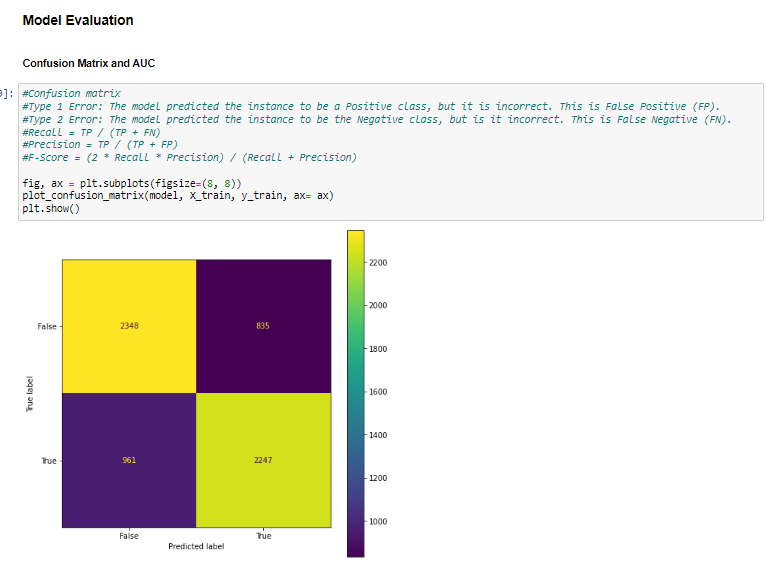 Model Evaluation
Confusion Matrix and AUC
9]: #Confusion matrix
#Type 1 Error: The model predicted the instance to be a Positive class, but it is incorrect. This is False Positive (FP).
#Type 2 Error: The model predicted the instance to be the Negative class, but is it incorrect. This is False Negative (FN).
#Recall = TP / (TP + FN)
#Precision = TP / (TP + FP)
#F-Score = (2 * Recall * Precision) / (Recall + Precision)
fig, ax = plt.subplots(figsize=(8, 8))
plot_confusion_matrix(model, X_train, y_train, ax= ax)
plt.show()
2200
2000
1800
1600
1400
1200
1000
False
2348 835
True label
True
961 2247
False True
Predicted label